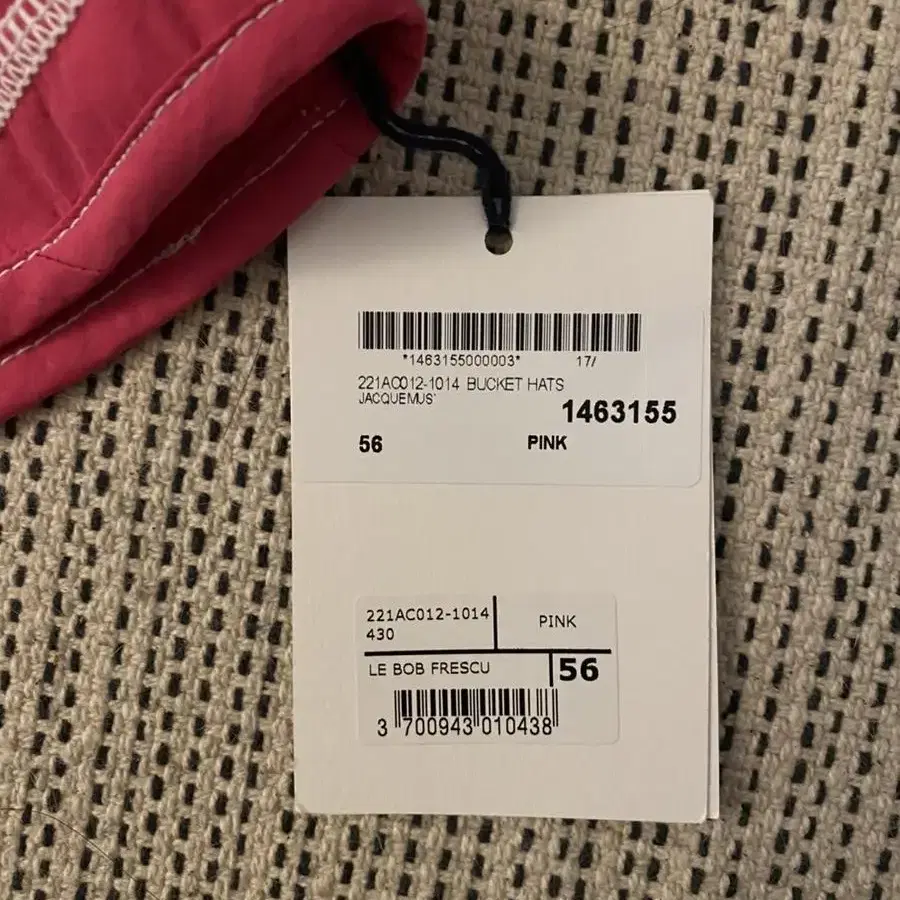 *1463155000003* 17/
221AC012-1014 BUCKET HATS
JACQUEMUS'
1463155
56 PINK
221AC012-1014 PINK
430
LE BOB FRESCU 56
3 700943 010438